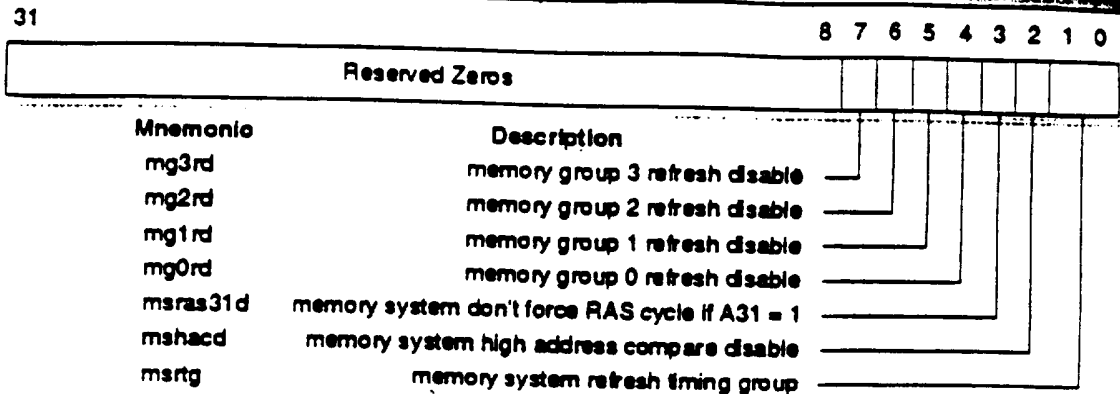 31 8 7 6 5 4 3 2 1 0
Reserved Zeros
Mnemonic Description
mg3rd memory group 3 refresh disable
mg2rd memory group 2 refresh disable
mg1rd memory group 1 refresh disable
mg0rd memory group 0 refresh disable
msras31d memory system don't force RAS cycle if A31 = 1
mshacd memory system high address compare disable
msrtg memory system refresh timing group